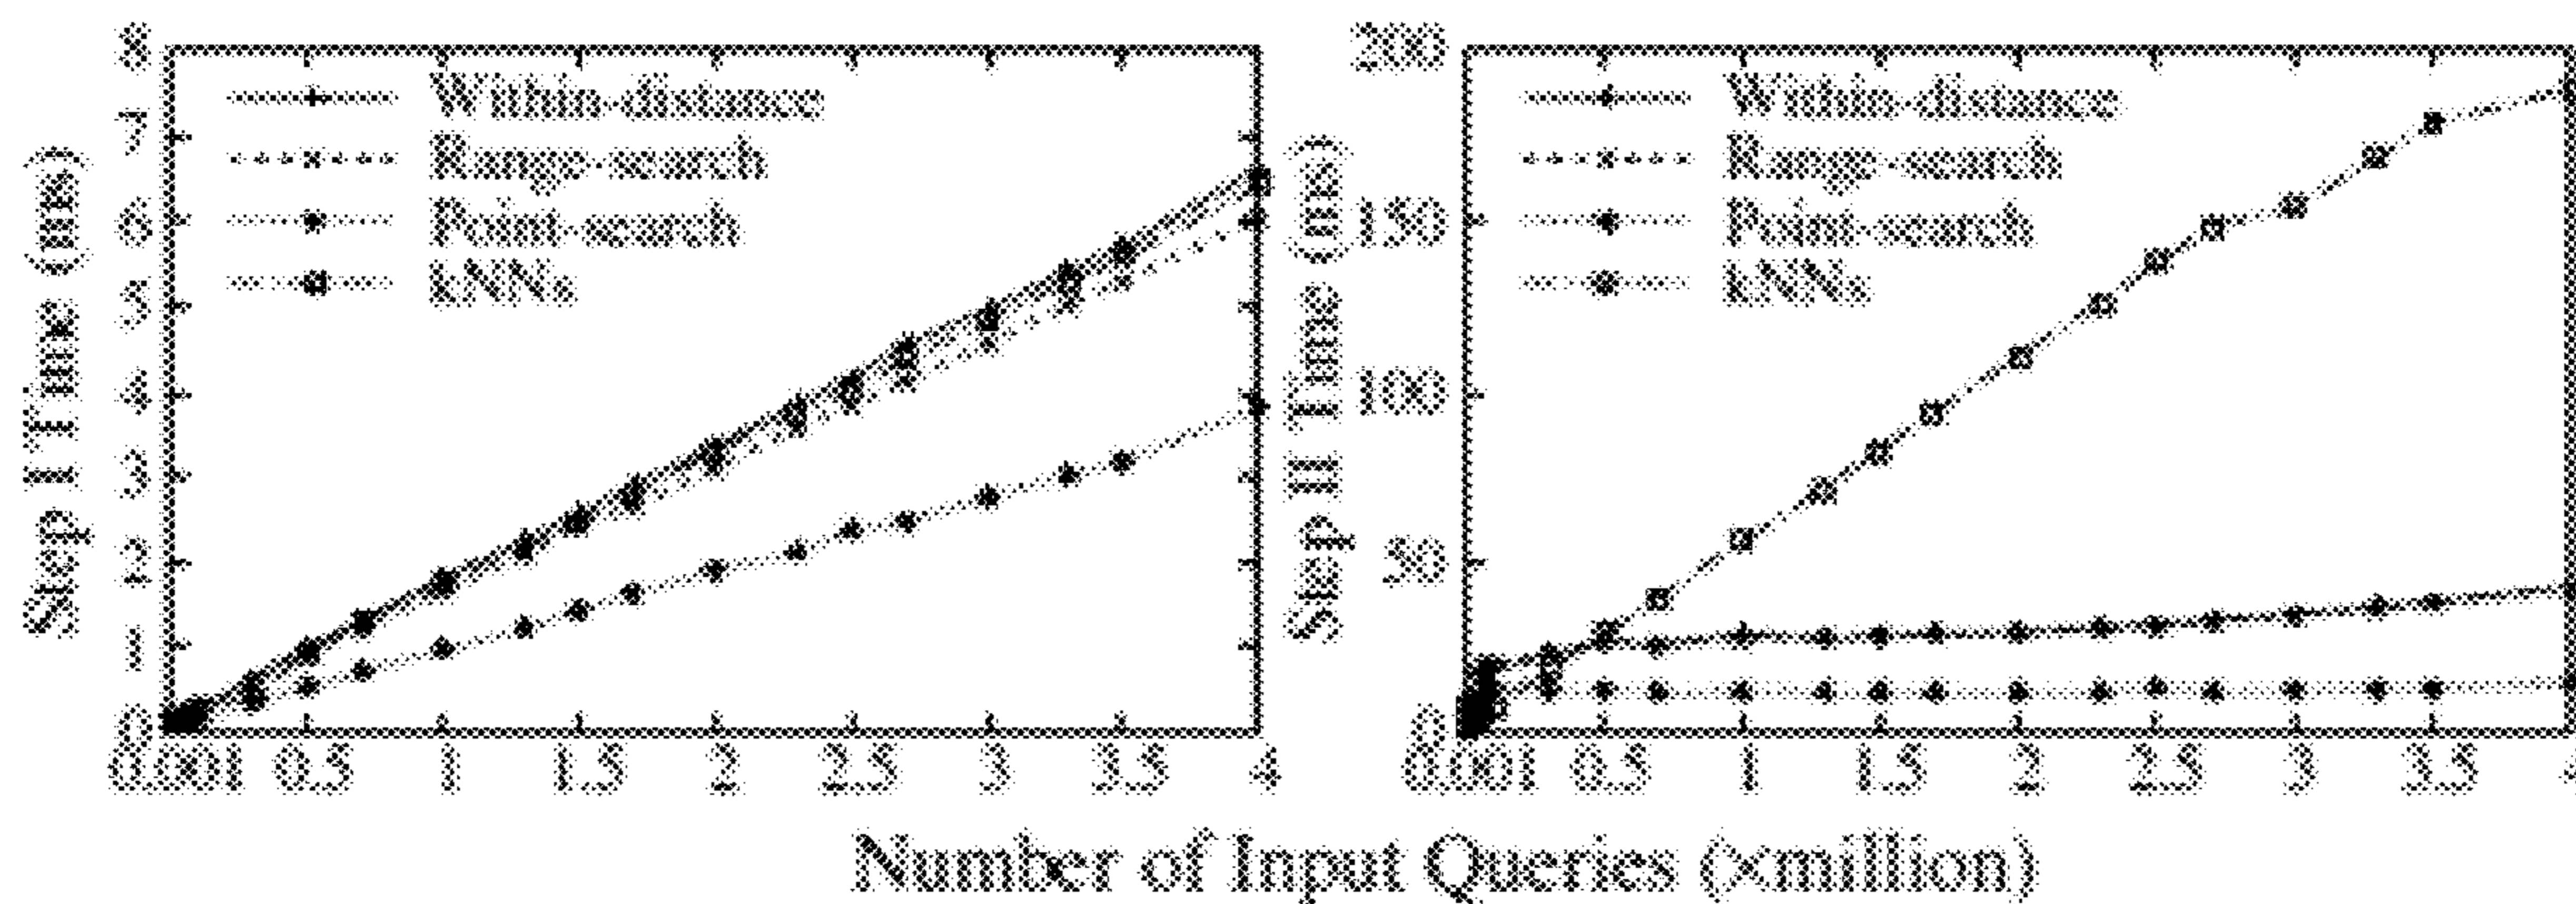 Step I Time (ms)
8
7
6
5
4
3
2
1
0
0.001 0.5 1 1.5 2 2.5 3 3.5 4
Within-distance
Range-search
Point-search
kNNs
Step II Time (ms)
200
150
100
50
0
0.001 0.5 1 1.5 2 2.5 3 3.5
Within-distance
Range-search
Point-search
kNNs
Number of Input Queries (×million)